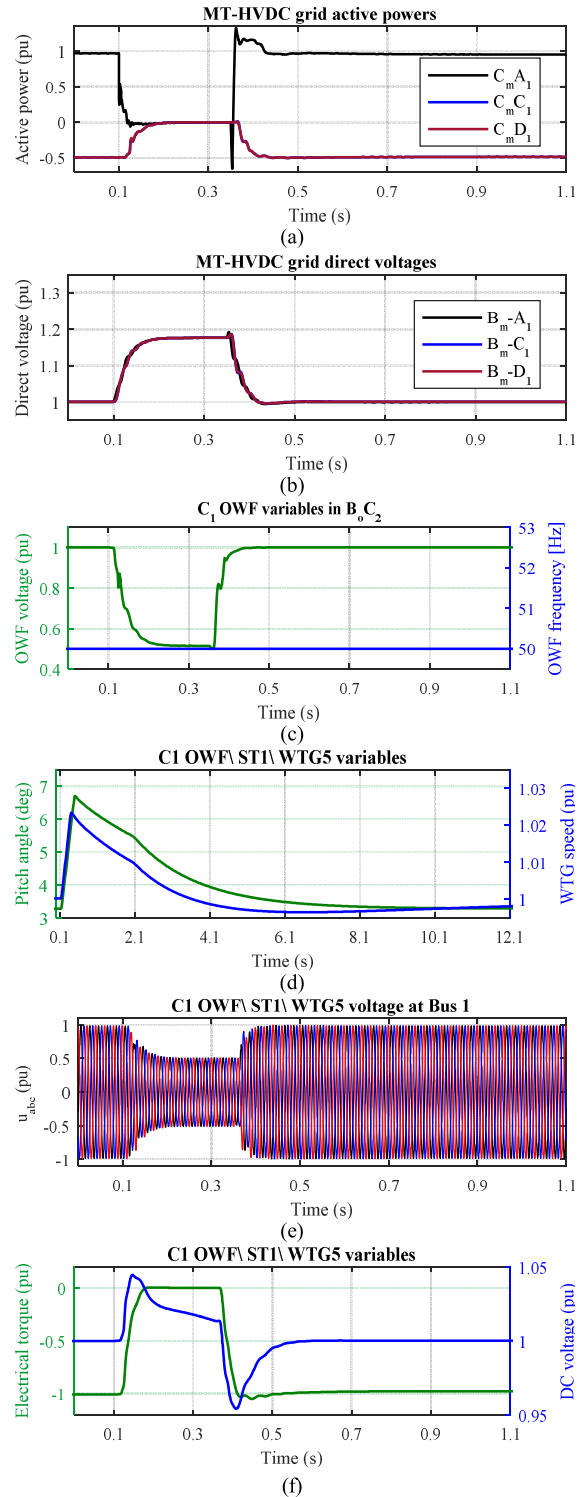 MT-HVDC grid active powers
Active power (pu)
1
0.5
0
-0.5
CmA1
CmC1
CmD1
0.1 0.3 0.5 0.7 0.9 1.1
Time (s)
(a)
MT-HVDC grid direct voltages
Direct voltage (pu)
1.3
1.2
1.1
1
Bm-A1
Bm-C1
Bm-D1
0.1 0.3 0.5 0.7 0.9 1.1
Time (s)
(b)
C1 OWF variables in BoC2
OWF voltage (pu)
1
0.8
0.6
0.4
OWF frequency [Hz]
53
52
51
50
0.1 0.3 0.5 0.7 0.9 1.1
Time (s)
(c)
C1 OWF\ ST1\ WTG5 variables
Pitch angle (deg)
7
6
5
4
3
WTG speed (pu)
1.03
1.02
1.01
1
0.1 2.1 4.1 6.1 8.1 10.1 12.1
Time (s)
(d)
C1 OWF\ ST1\ WTG5 voltage at Bus 1
uabc (pu)
1
0.5
0
-0.5
-1
0.1 0.3 0.5 0.7 0.9 1.1
Time (s)
(e)
C1 OWF\ ST1\ WTG5 variables
Electrical torque (pu)
0
-0.5
-1
DC voltage (pu)
1.05
1
0.95
0.1 0.3 0.5 0.7 0.9 1.1
Time (s)
(f)